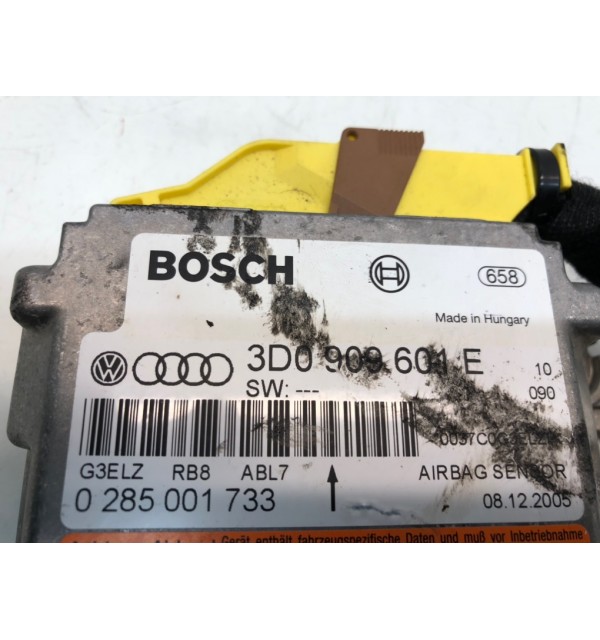 BOSCH
658
Made in Hungary
3D0 909 601 E 10
SW: --- 090
G3ELZ RB8 ABL7 AIRBAG SENSOR
0 285 001 733 08.12.2005
Gerät enthält fahrzeugspezifische Daten und muß vor Inbetriebnahme